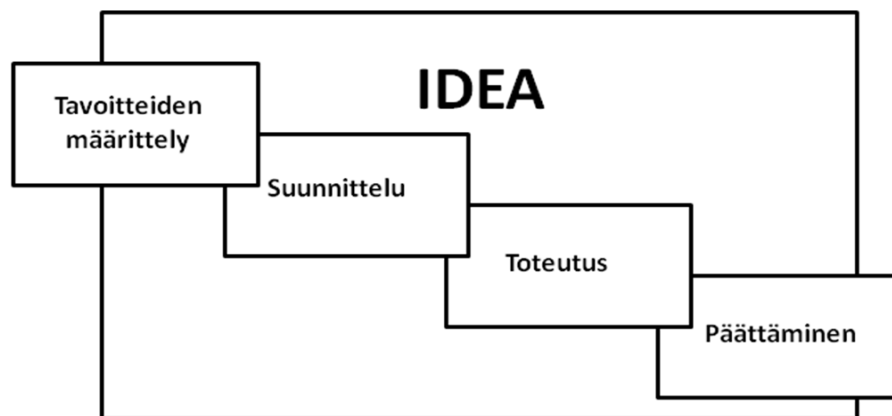 IDEA
Tavoitteiden
määrittely
Suunnittelu
Toteutus
Päättäminen